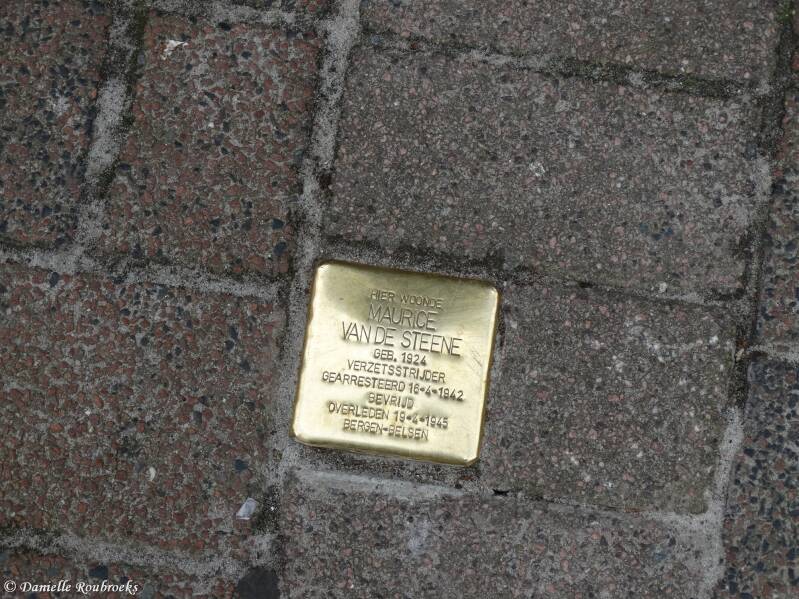 HIER WOONDE
MAURICE
VAN DE STEENE
GEB. 1924
VERZETSSTRIJDER
GEARRESTEERD 16-4-1942
BEVRIJD
OVERLEDEN 19-4-1945
BERGEN-BELSEN
© Danielle Roubroeks